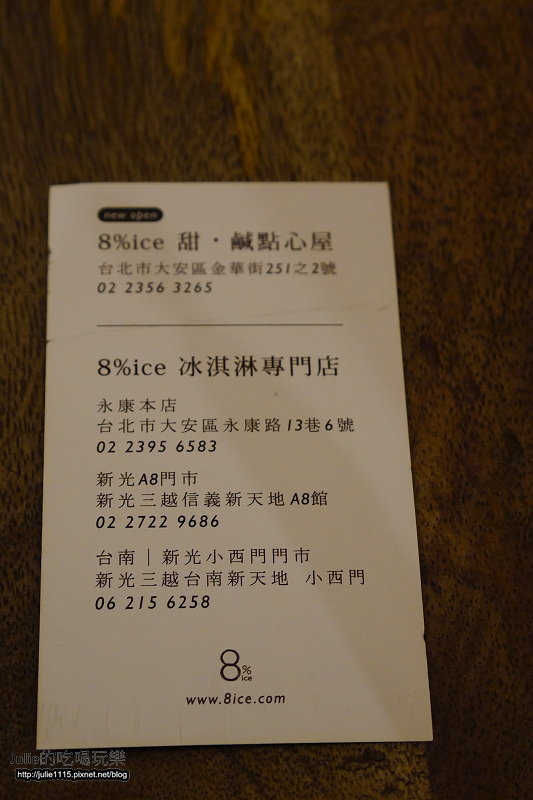 new open
8%ice 甜・鹹點心屋
台北市大安區金華街251之2號
02 2356 3265
8%ice 冰淇淋專門店
永康本店
台北市大安區永康路13巷6號
02 2395 6583
新光A8門市
新光三越信義新天地A8館
02 2722 9686
台南｜新光小西門門市
新光三越台南新天地 小西門
06 215 6258
8%ice
www.8ice.com
Julie的吃喝玩樂
http://julie1115.pixnet.net/blog